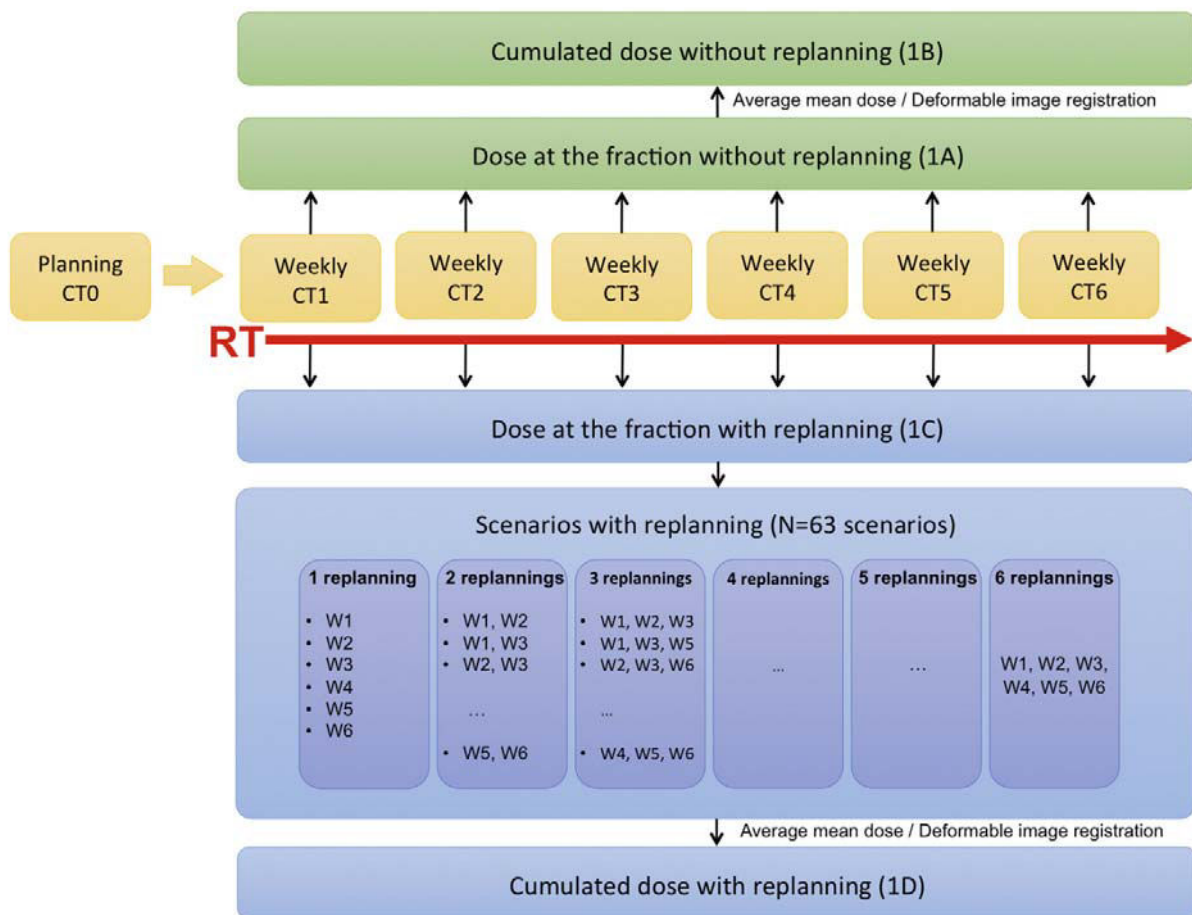 Cumulated dose without replanning (1B)
Average mean dose / Deformable image registration
Dose at the fraction without replanning (1A)
Planning
CT0
Weekly
CT1
Weekly
CT2
Weekly
CT3
Weekly
CT4
Weekly
CT5
Weekly
CT6
RT
Dose at the fraction with replanning (1C)
Scenarios with replanning (N=63 scenarios)
1 replanning
• W1
• W2
• W3
• W4
• W5
• W6
2 replannings
• W1, W2
• W1, W3
• W2, W3
...
• W5, W6
3 replannings
• W1, W2, W3
• W1, W3, W5
• W2, W3, W6
...
• W4, W5, W6
4 replannings
...
5 replannings
...
6 replannings
W1, W2, W3,
W4, W5, W6
Average mean dose / Deformable image registration
Cumulated dose with replanning (1D)